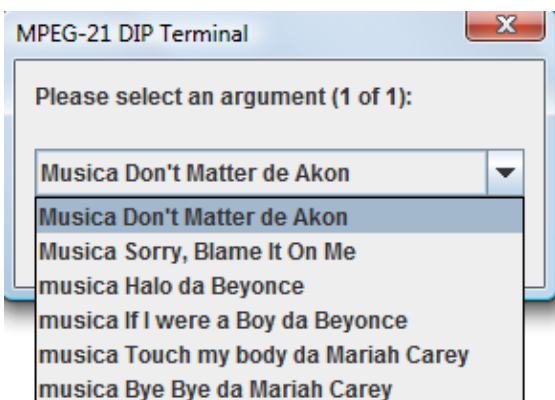 MPEG-21 DIP Terminal
Please select an argument (1 of 1):
Musica Don't Matter de Akon
Musica Don't Matter de Akon
Musica Sorry, Blame It On Me
musica Halo da Beyonce
musica If I were a Boy da Beyonce
musica Touch my body da Mariah Carey
musica Bye Bye da Mariah Carey